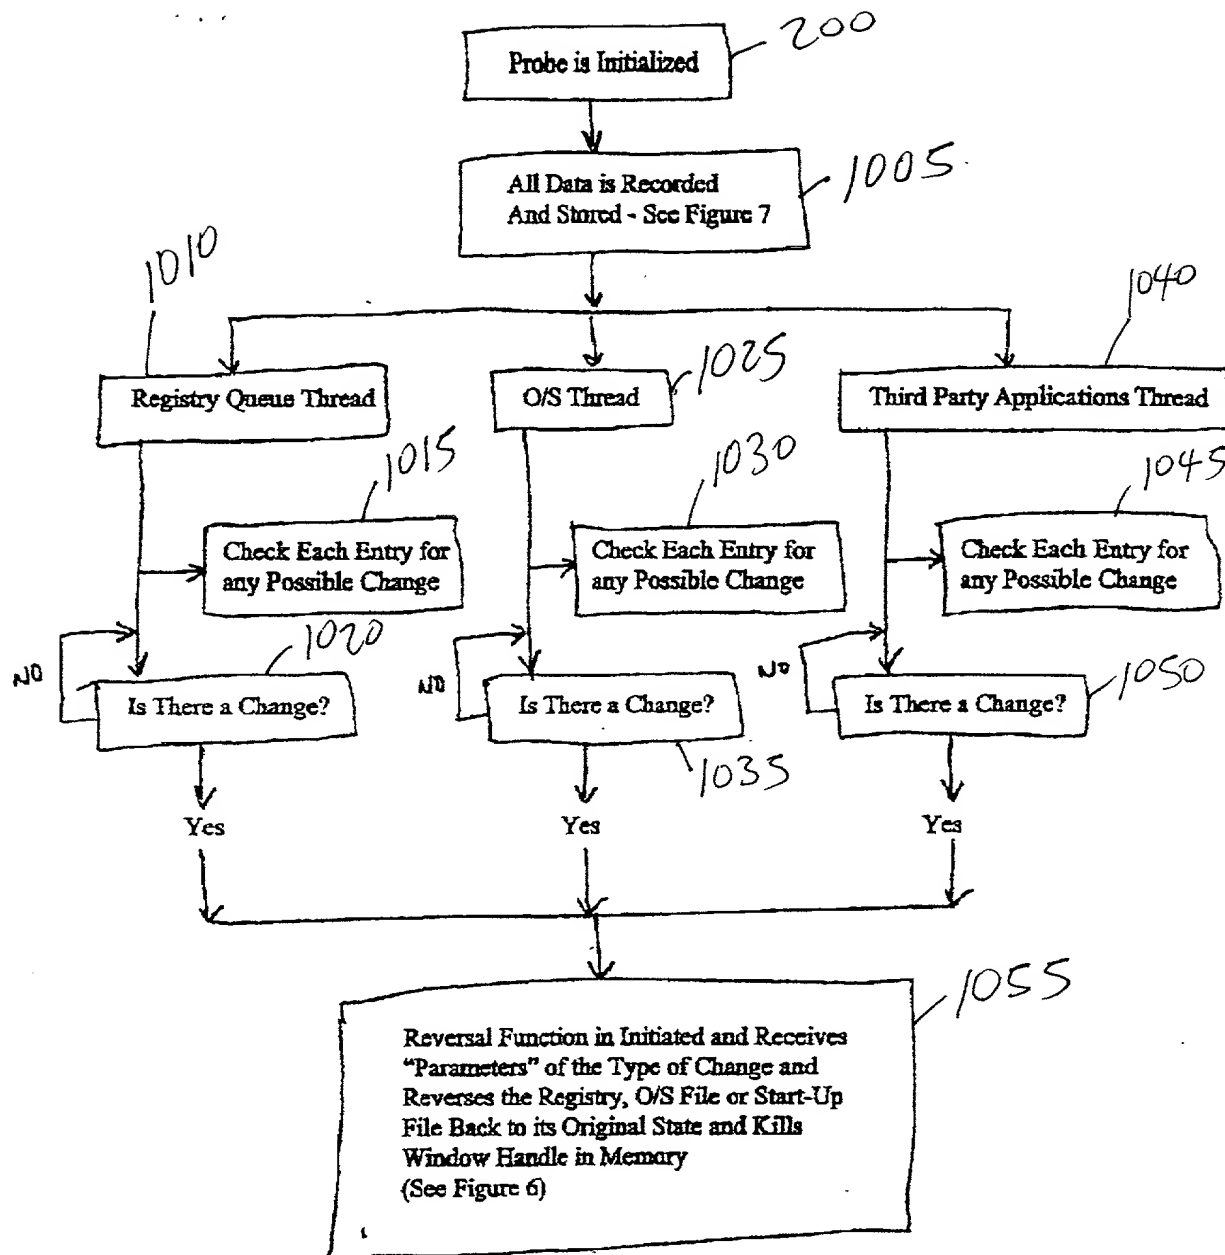 200
Probe is Initialized
1005
All Data is Recorded
And Stored - See Figure 7
1010
1025
1040
Registry Queue Thread
O/S Thread
Third Party Applications Thread
1015
1030
1045
Check Each Entry for
any Possible Change
Check Each Entry for
any Possible Change
Check Each Entry for
any Possible Change
1020
NO
NO
NO
Is There a Change?
Is There a Change?
Is There a Change?
1050
1035
Yes
Yes
Yes
1055
Reversal Function in Initiated and Receives
“Parameters” of the Type of Change and
Reverses the Registry, O/S File or Start-Up
File Back to its Original State and Kills
Window Handle in Memory
(See Figure 6)